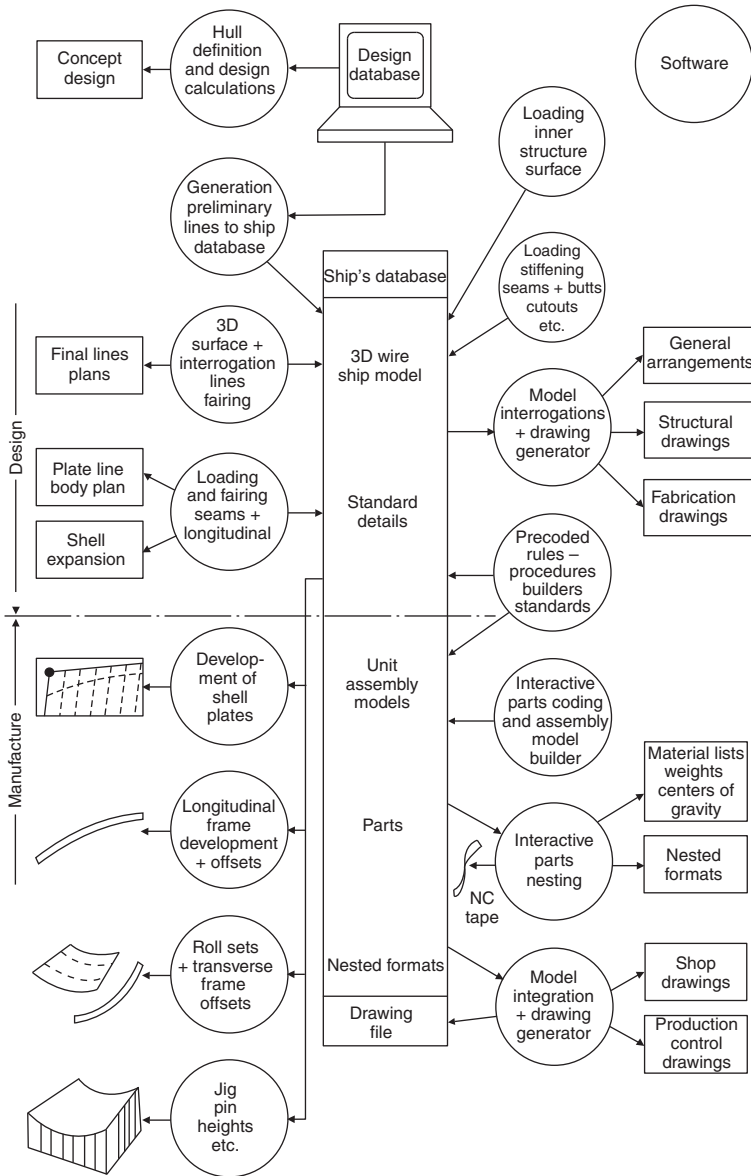 Concept
design
Hull
definition
and design
calculations
Design
database
Software
Loading
inner
structure
surface
Generation
preliminary
lines to ship
database
Ship's database
Loading
stiffening
seams + butts
cutouts
etc.
Final lines
plans
3D
surface +
interrogation
lines
fairing
3D wire
ship model
Model
interrogations
+ drawing
generator
General
arrangements
Structural
drawings
Fabrication
drawings
Design
Plate line
body plan
Shell
expansion
Loading
and fairing
seams +
longitudinal
Standard
details
Precoded
rules –
procedures
builders
standards
Manufacture
Develop-
ment of
shell
plates
Unit
assembly
models
Interactive
parts coding
and assembly
model
builder
Longitudinal
frame
development
+ offsets
Parts
NC
tape
Interactive
parts
nesting
Material lists
weights
centers of
gravity
Nested
formats
Roll sets
+ transverse
frame
offsets
Nested formats
Drawing
file
Model
integration
+ drawing
generator
Shop
drawings
Production
control
drawings
Jig
pin
heights
etc.